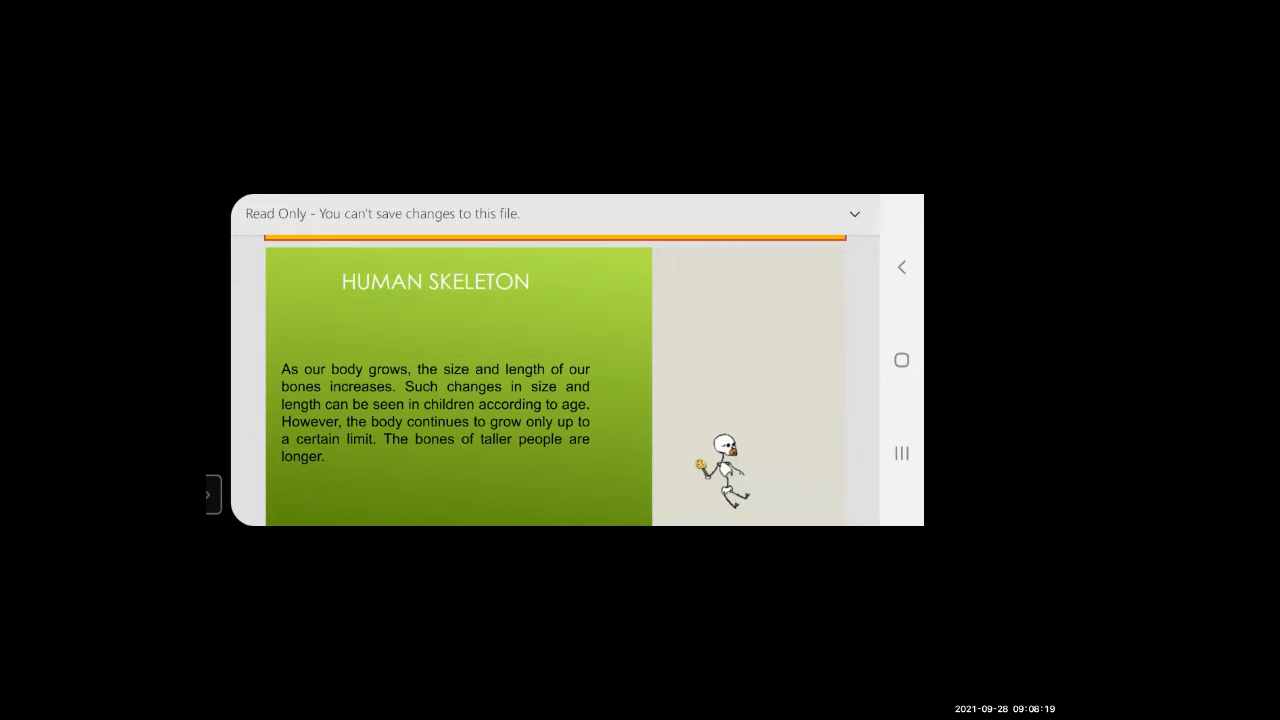 Read Only - You can't save changes to this file.
HUMAN SKELETON
As our body grows, the size and length of our
bones increases. Such changes in size and
length can be seen in children according to age.
However, the body continues to grow only up to
a certain limit. The bones of taller people are
longer.
2021-09-28 09:08:19